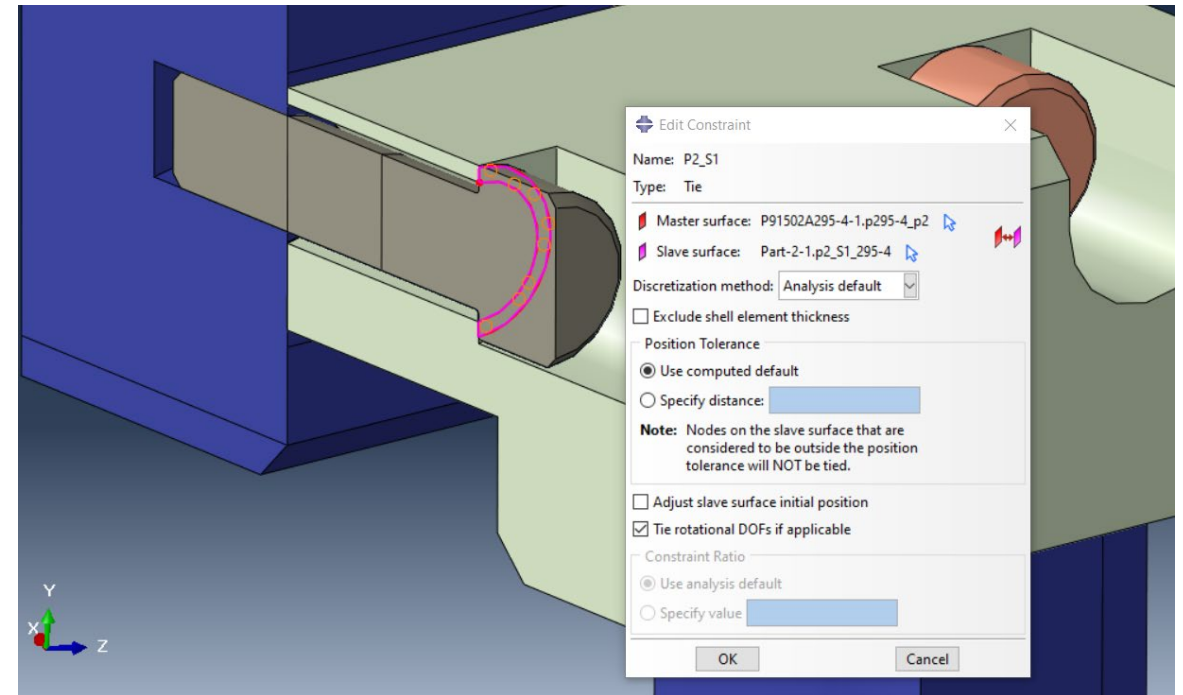 Edit Constraint
Name: P2_S1
Type: Tie
Master surface: P91502A295-4-1.p295-4_p2
Slave surface: Part-2-1.p2_S1_295-4
Discretization method: Analysis default
Exclude shell element thickness
Position Tolerance
Use computed default
Specify distance:
Note: Nodes on the slave surface that are
considered to be outside the position
tolerance will NOT be tied.
Adjust slave surface initial position
Tie rotational DOFs if applicable
Constraint Ratio
Use analysis default
Specify value
OK Cancel
Y
X
Z